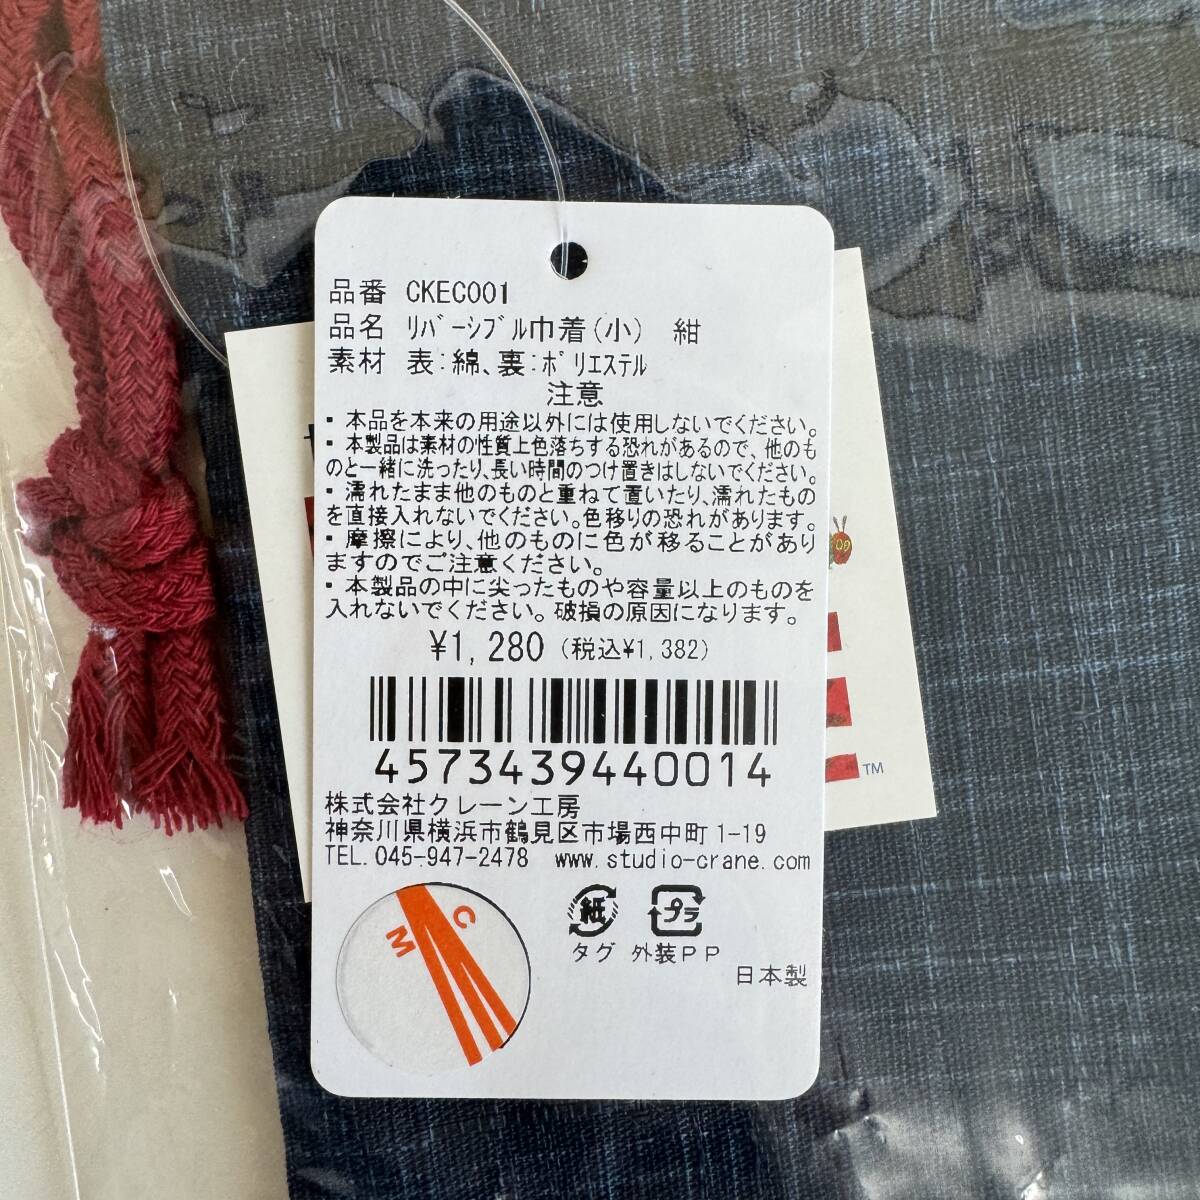 品番 CKEC001
品名 ﾘﾊﾞｰｼﾌﾞﾙ巾着(小) 紺
素材 表:綿、裏:ﾎﾟﾘｴｽﾃﾙ
注意
・本品を本来の用途以外には使用しないでください。
・本製品は素材の性質上色落ちする恐れがあるので、他のも
のと一緒に洗ったり、長い時間のつけ置きはしないでください。
・濡れたまま他のものと重ねて置いたり、濡れたもの
を直接入れないでください。色移りの恐れがあります。
・摩擦により、他のものに色が移ることがあり
ますのでご注意ください。
・本製品の中に尖ったものや容量以上のものを
入れないでください。破損の原因になります。
¥1,280 (税込¥1,382)
4573439440014
株式会社クレーン工房
神奈川県横浜市鶴見区市場西中町1-19
TEL.045-947-2478 www.studio-crane.com
C
M
紙 プラ
タグ 外装PP
日本製
TM